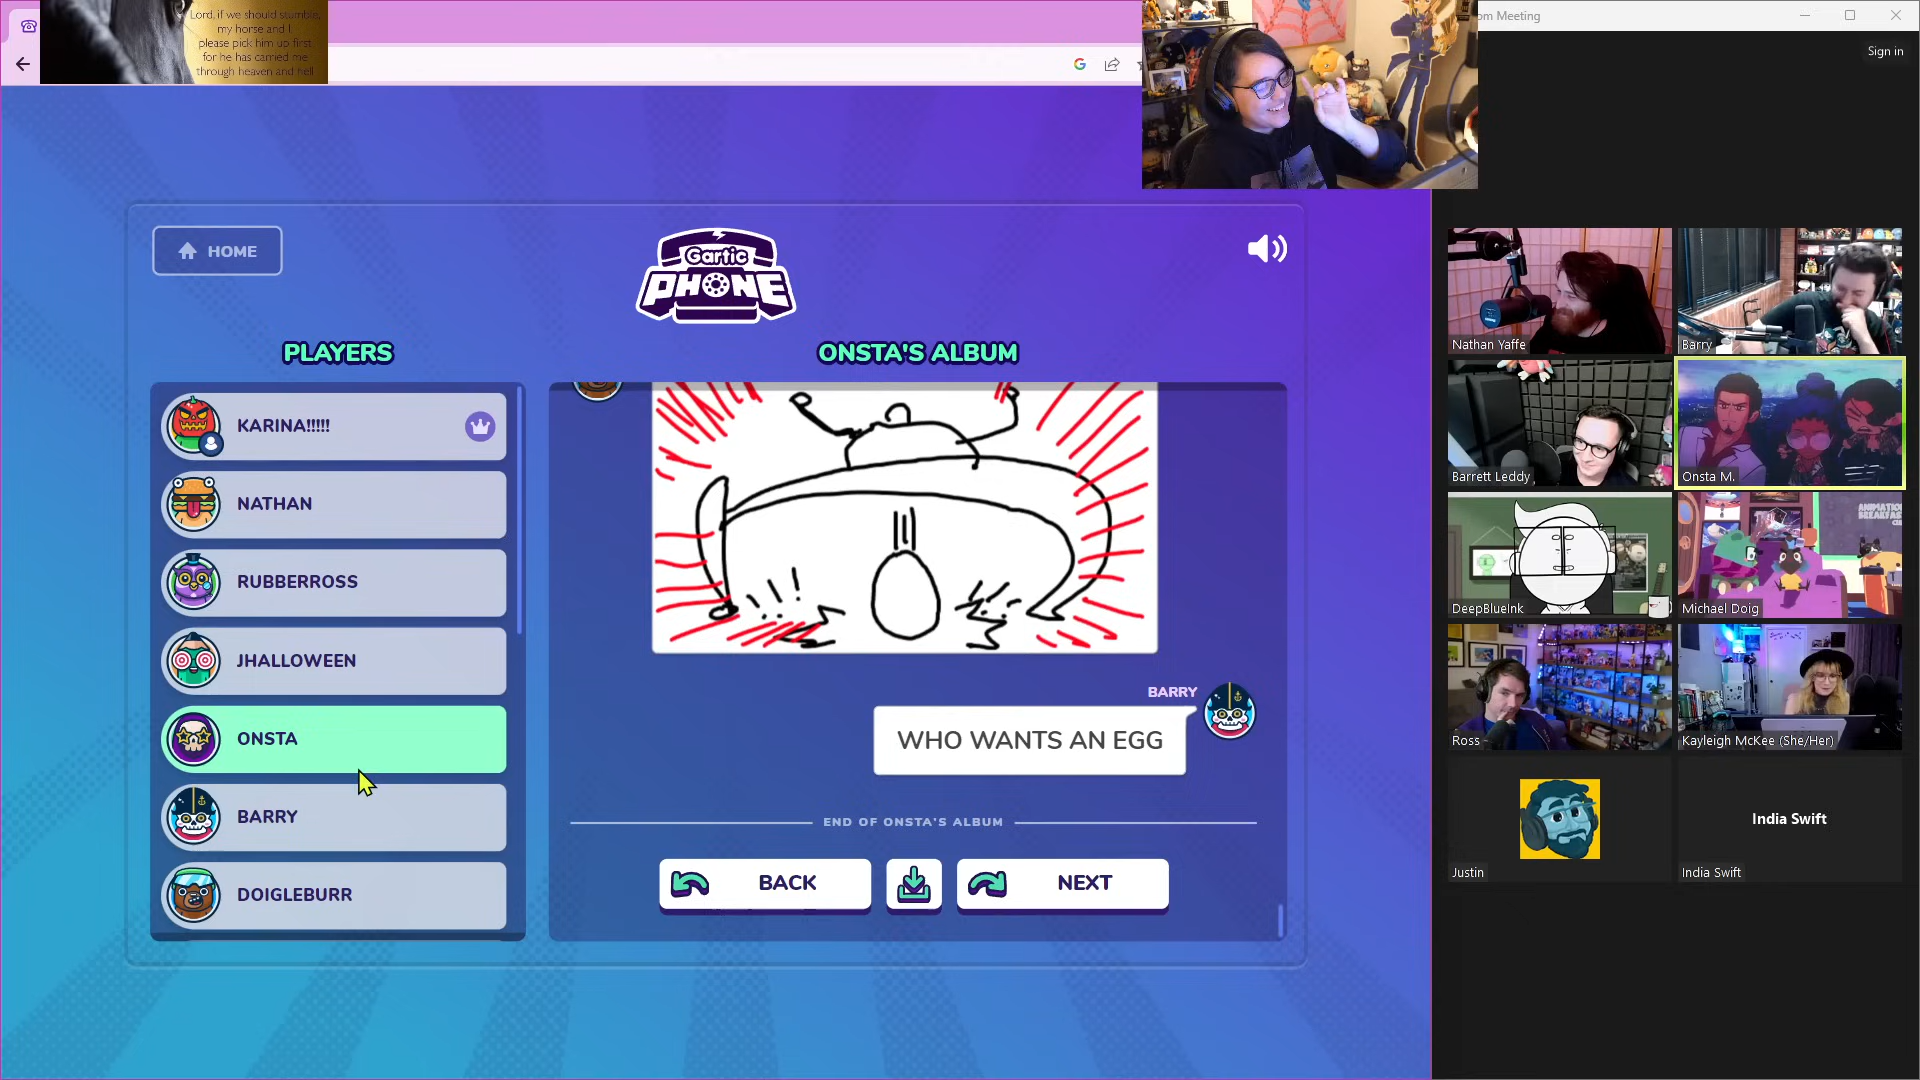 Lord, if we should stumble,
my horse and I,
please pick him up first
for he has carried me
through heaven and hell
om Meeting
Sign in
HOME
Gartic
PHONE
PLAYERS
ONSTA'S ALBUM
KARINA!!!!!
NATHAN
RUBBERROSS
JHALLOWEEN
ONSTA
BARRY
DOIGLEBURR
BARRY
WHO WANTS AN EGG
END OF ONSTA'S ALBUM
BACK
NEXT
Nathan Yaffe
Barry
Barrett Leddy
Onsta M.
DeepBlueInk
ANIMATION
BREAKFAST
Michael Doig
Ross
Kayleigh McKee (She/Her)
Justin
India Swift
India Swift